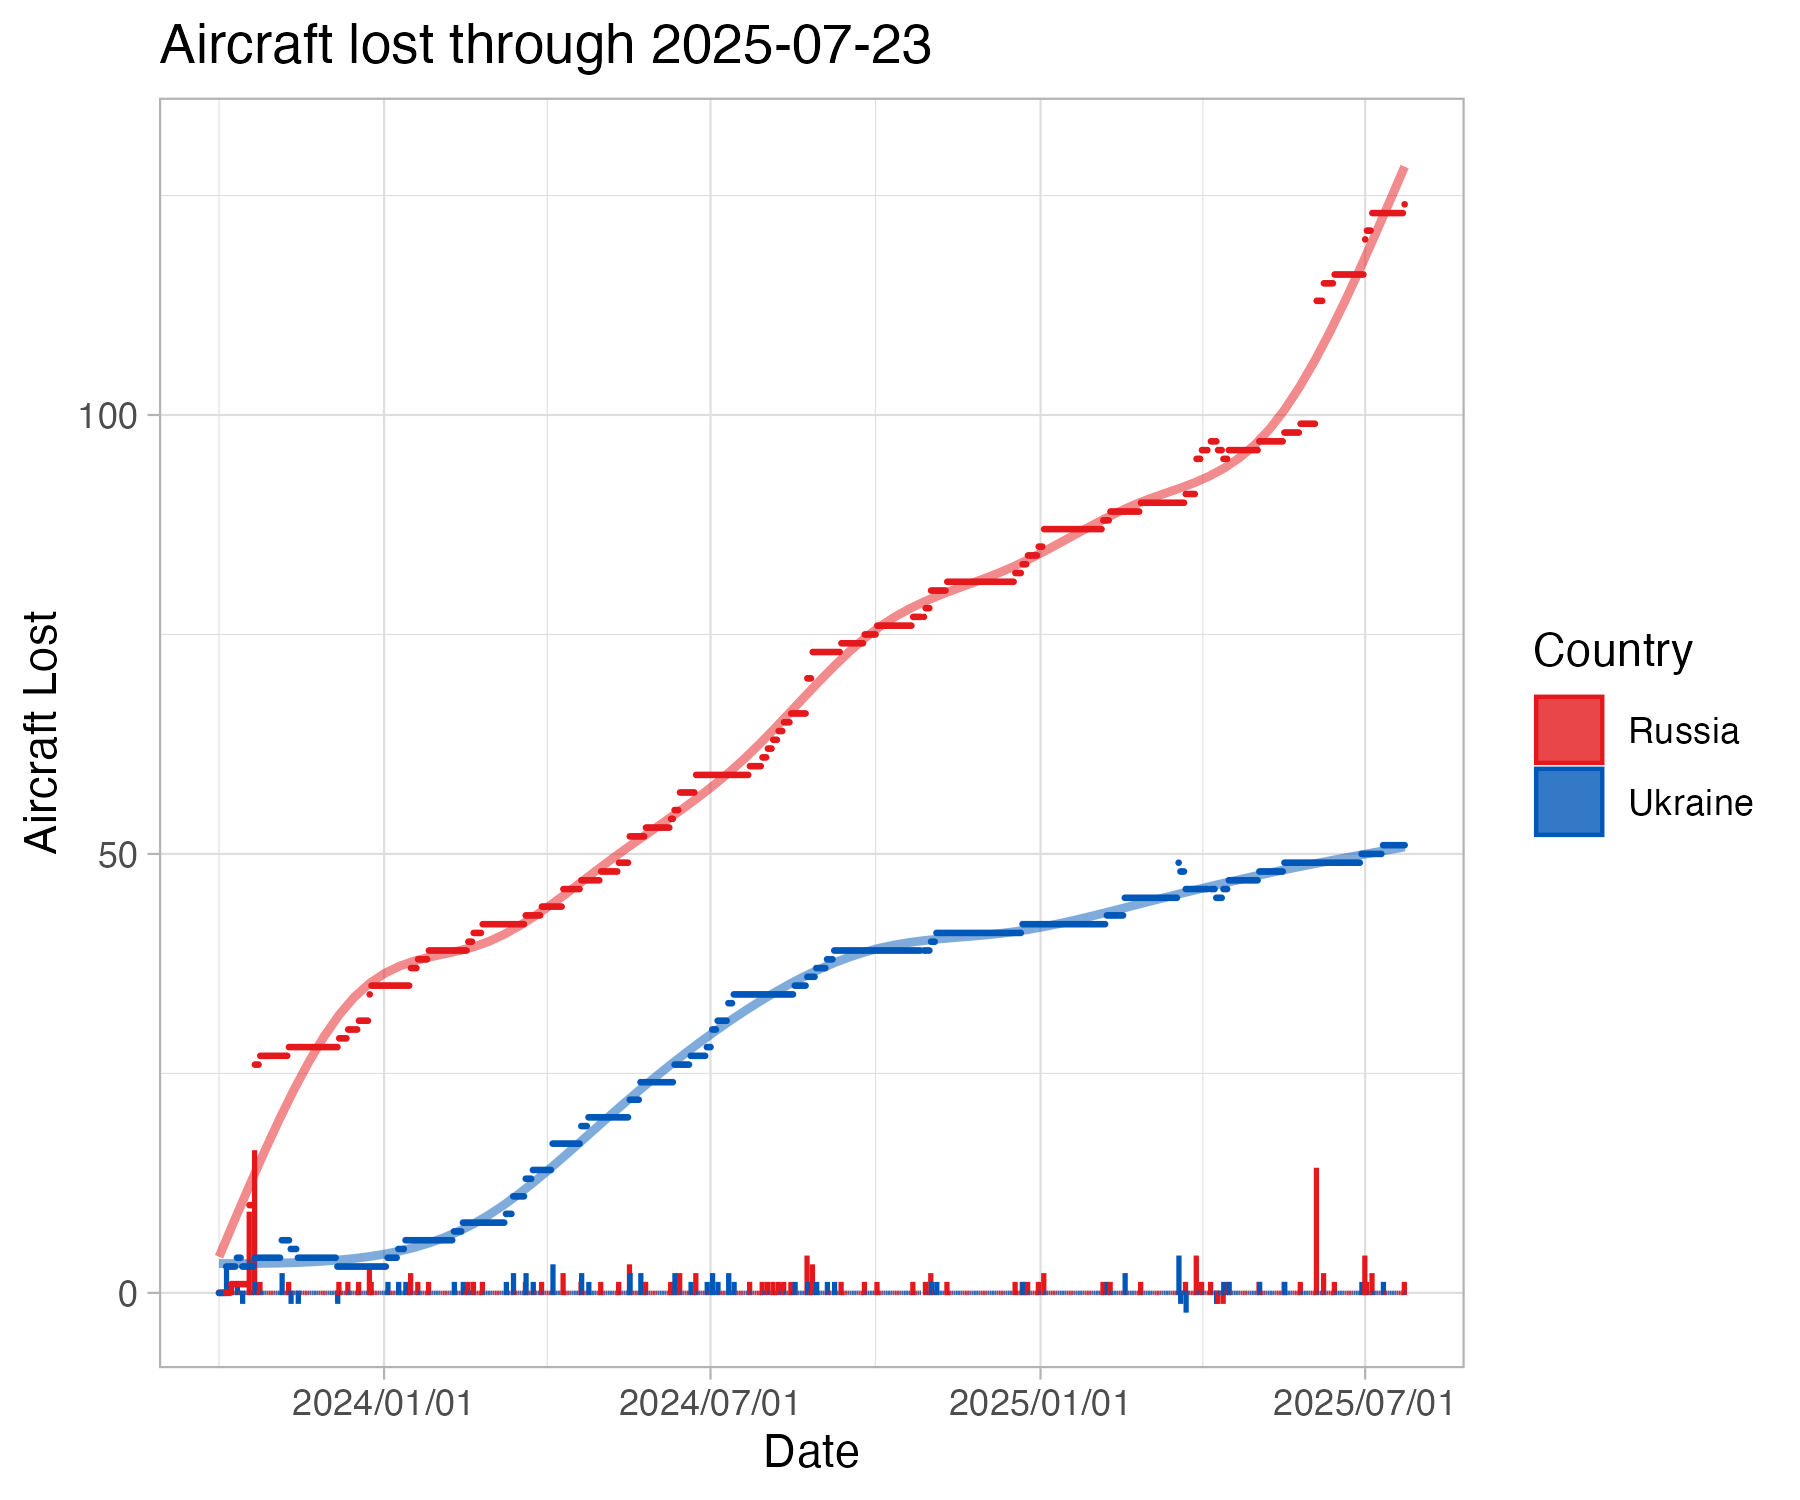 Aircraft lost through 2025-07-23
Aircraft Lost
100
50
0
2024/01/01
2024/07/01
2025/01/01
2025/07/01
Date
Country
Russia
Ukraine